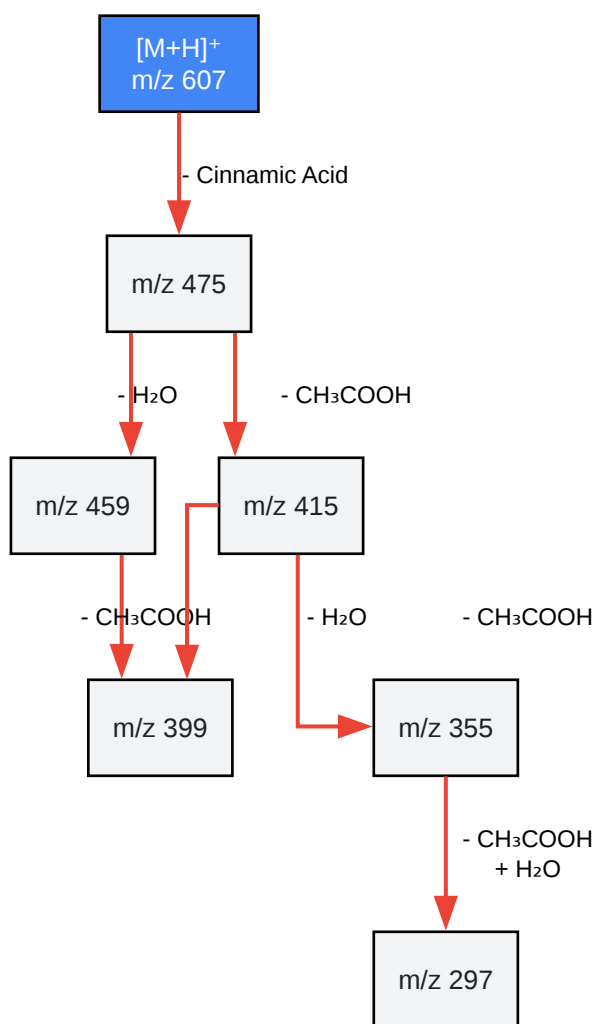 [M+H]⁺
m/z 607
- Cinnamic Acid
m/z 475
- H₂O
- CH₃COOH
m/z 459
m/z 415
- CH₃COOH
- H₂O
- CH₃COOH
m/z 399
m/z 355
- CH₃COOH
+ H₂O
m/z 297